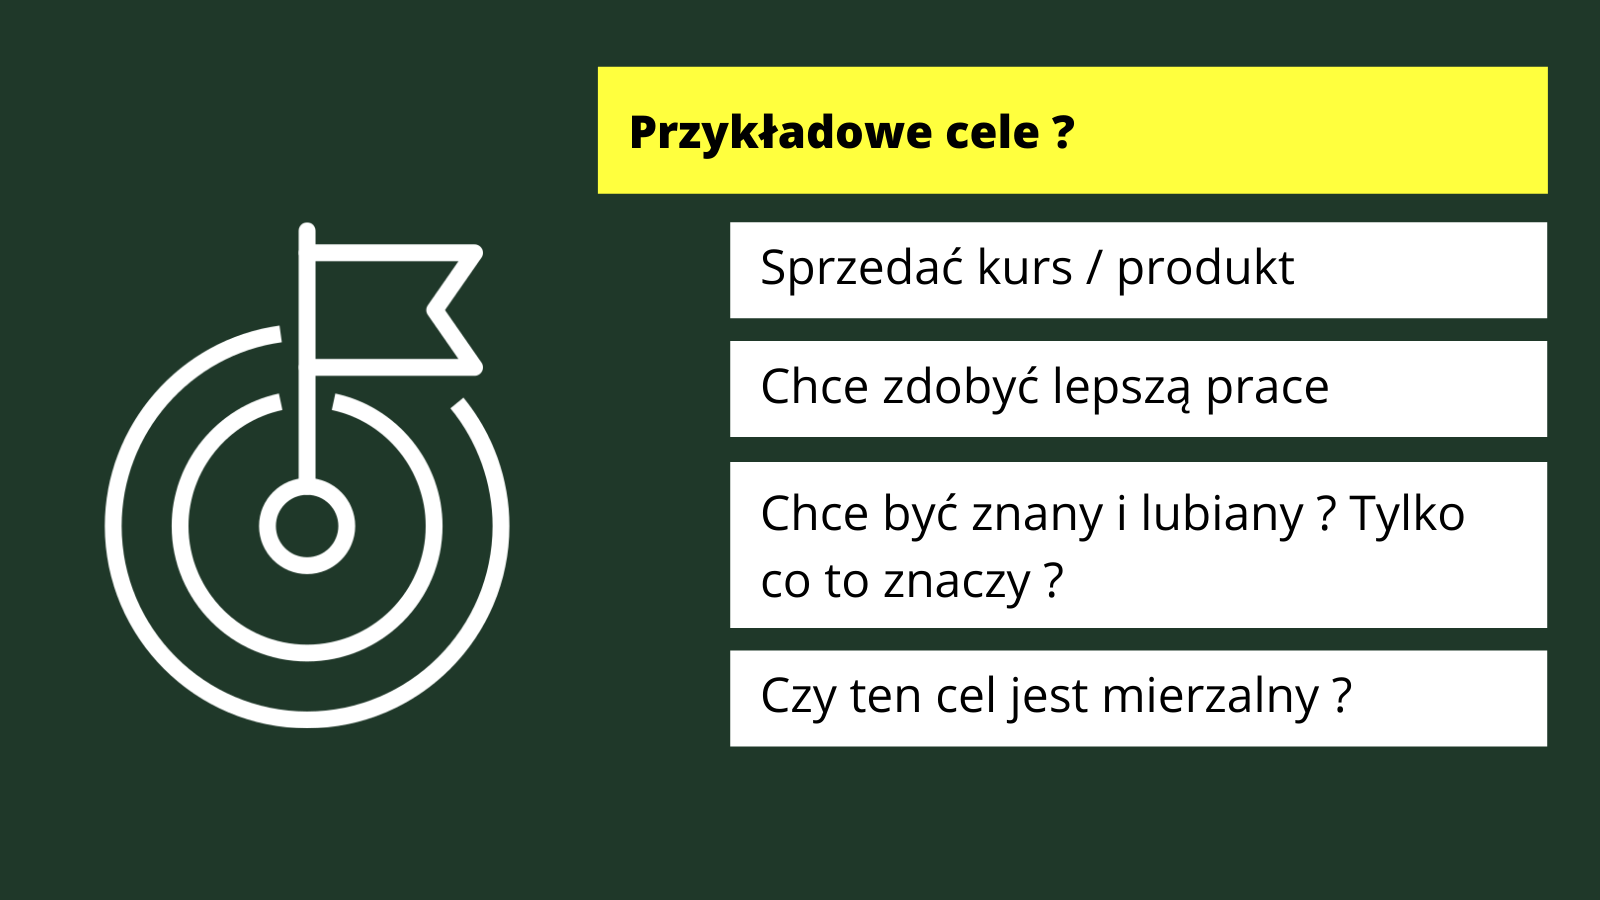 Przykładowe cele ?
Sprzedać kurs / produkt
Chce zdobyć lepszą prace
Chce być znany i lubiany ? Tylko
co to znaczy ?
Czy ten cel jest mierzalny ?